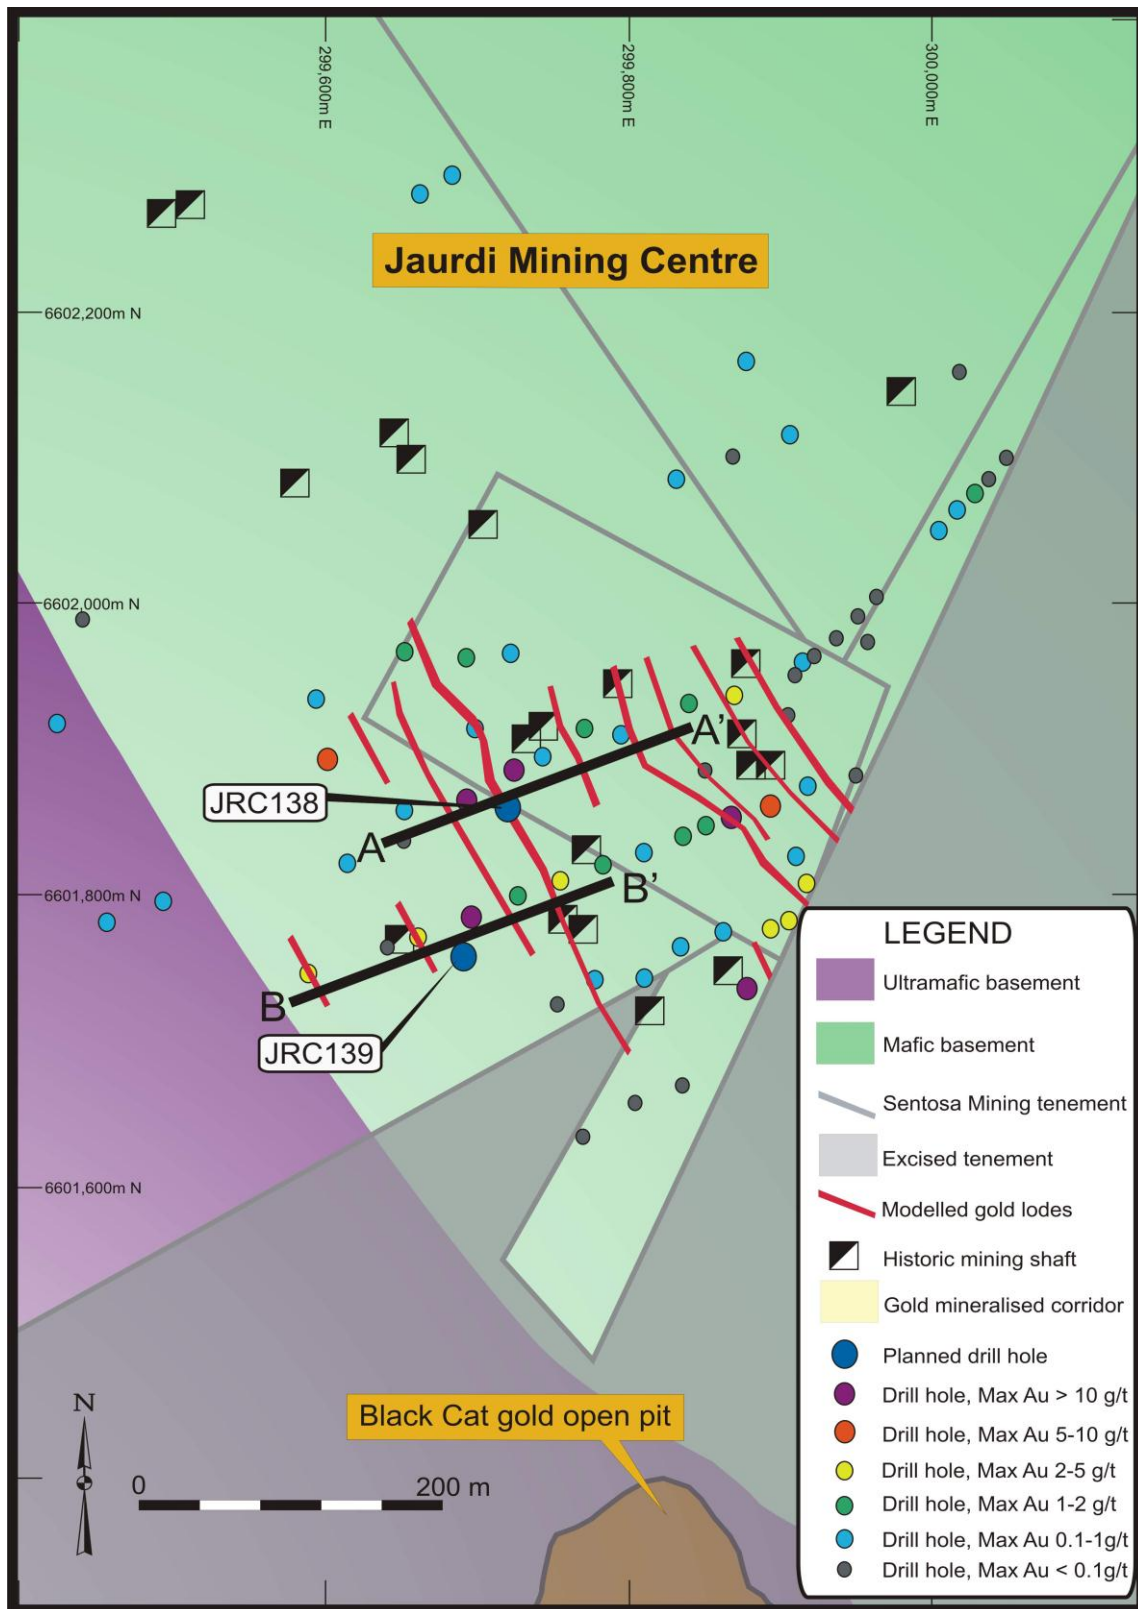 299,600m E
299,800m E
300,000m E
Jaurdi Mining Centre
6602,200m N
6602,000m N
A’
JRC138
A
6601,800m N
B’
B
JRC139
6601,600m N
LEGEND
Ultramafic basement
Mafic basement
Sentosa Mining tenement
Excised tenement
Modelled gold lodes
Historic mining shaft
Gold mineralised corridor
Planned drill hole
Drill hole, Max Au > 10 g/t
Drill hole, Max Au 5-10 g/t
Drill hole, Max Au 2-5 g/t
Drill hole, Max Au 1-2 g/t
Drill hole, Max Au 0.1-1g/t
Drill hole, Max Au < 0.1g/t
Black Cat gold open pit
N
0 200 m